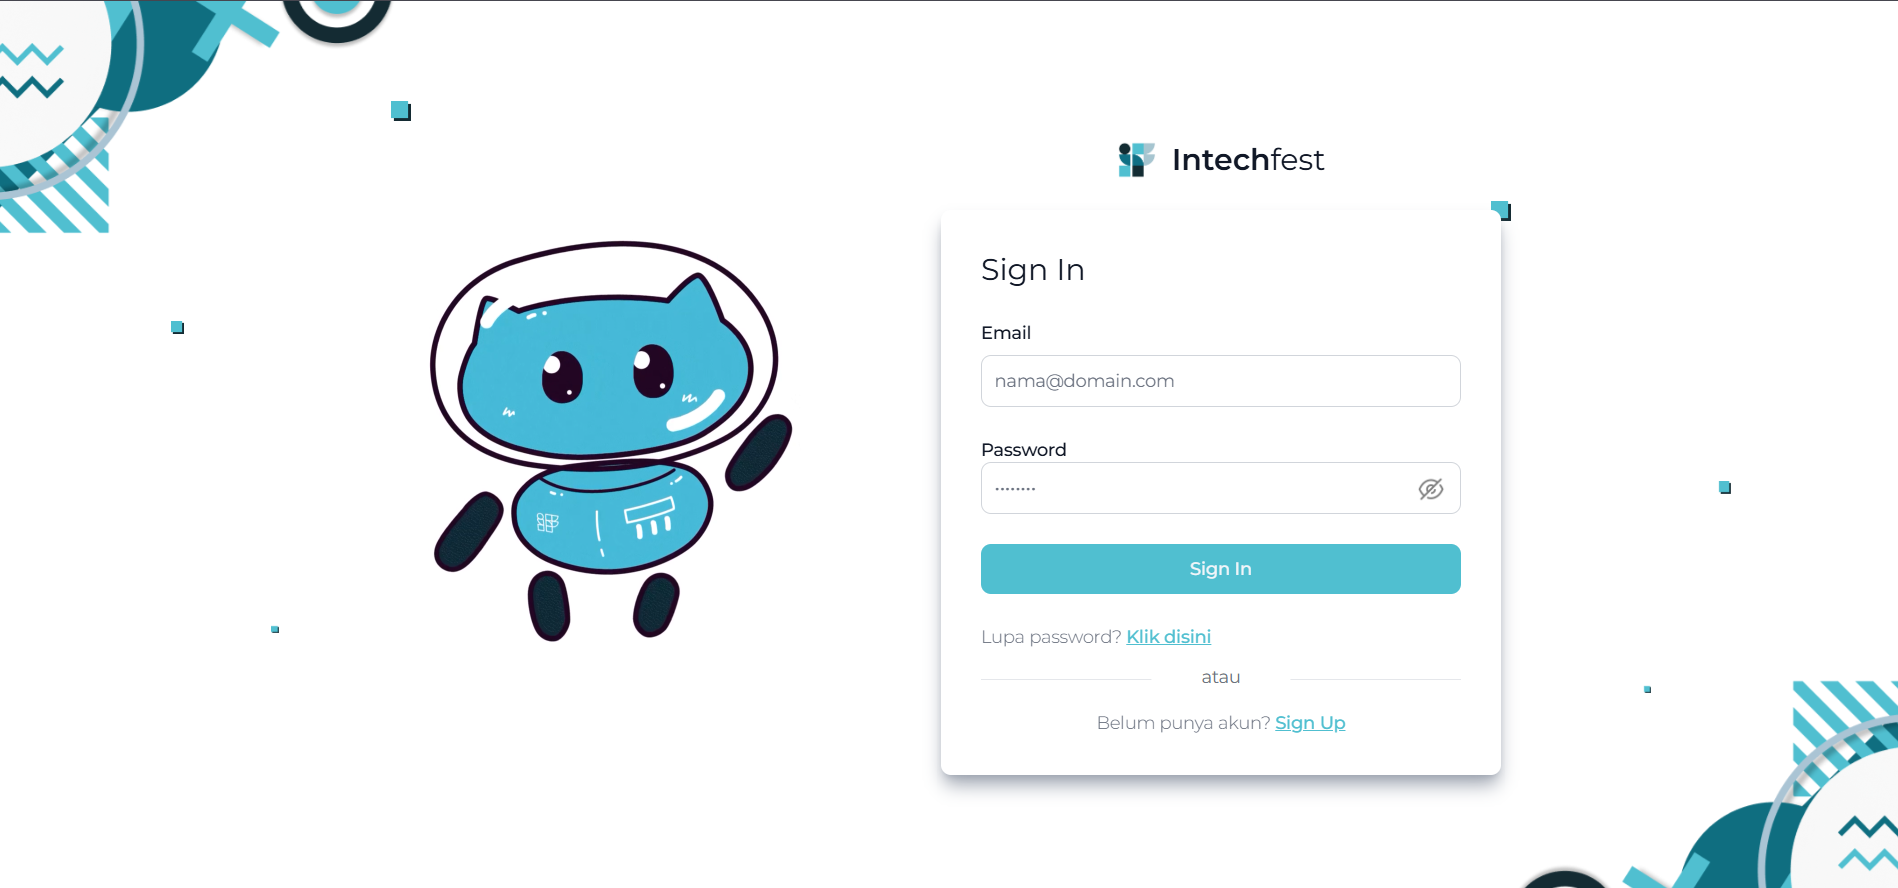 Intechfest
Sign In
Email
nama@domain.com
Password
••••••••
Sign In
Lupa password? Klik disini
atau
Belum punya akun? Sign Up